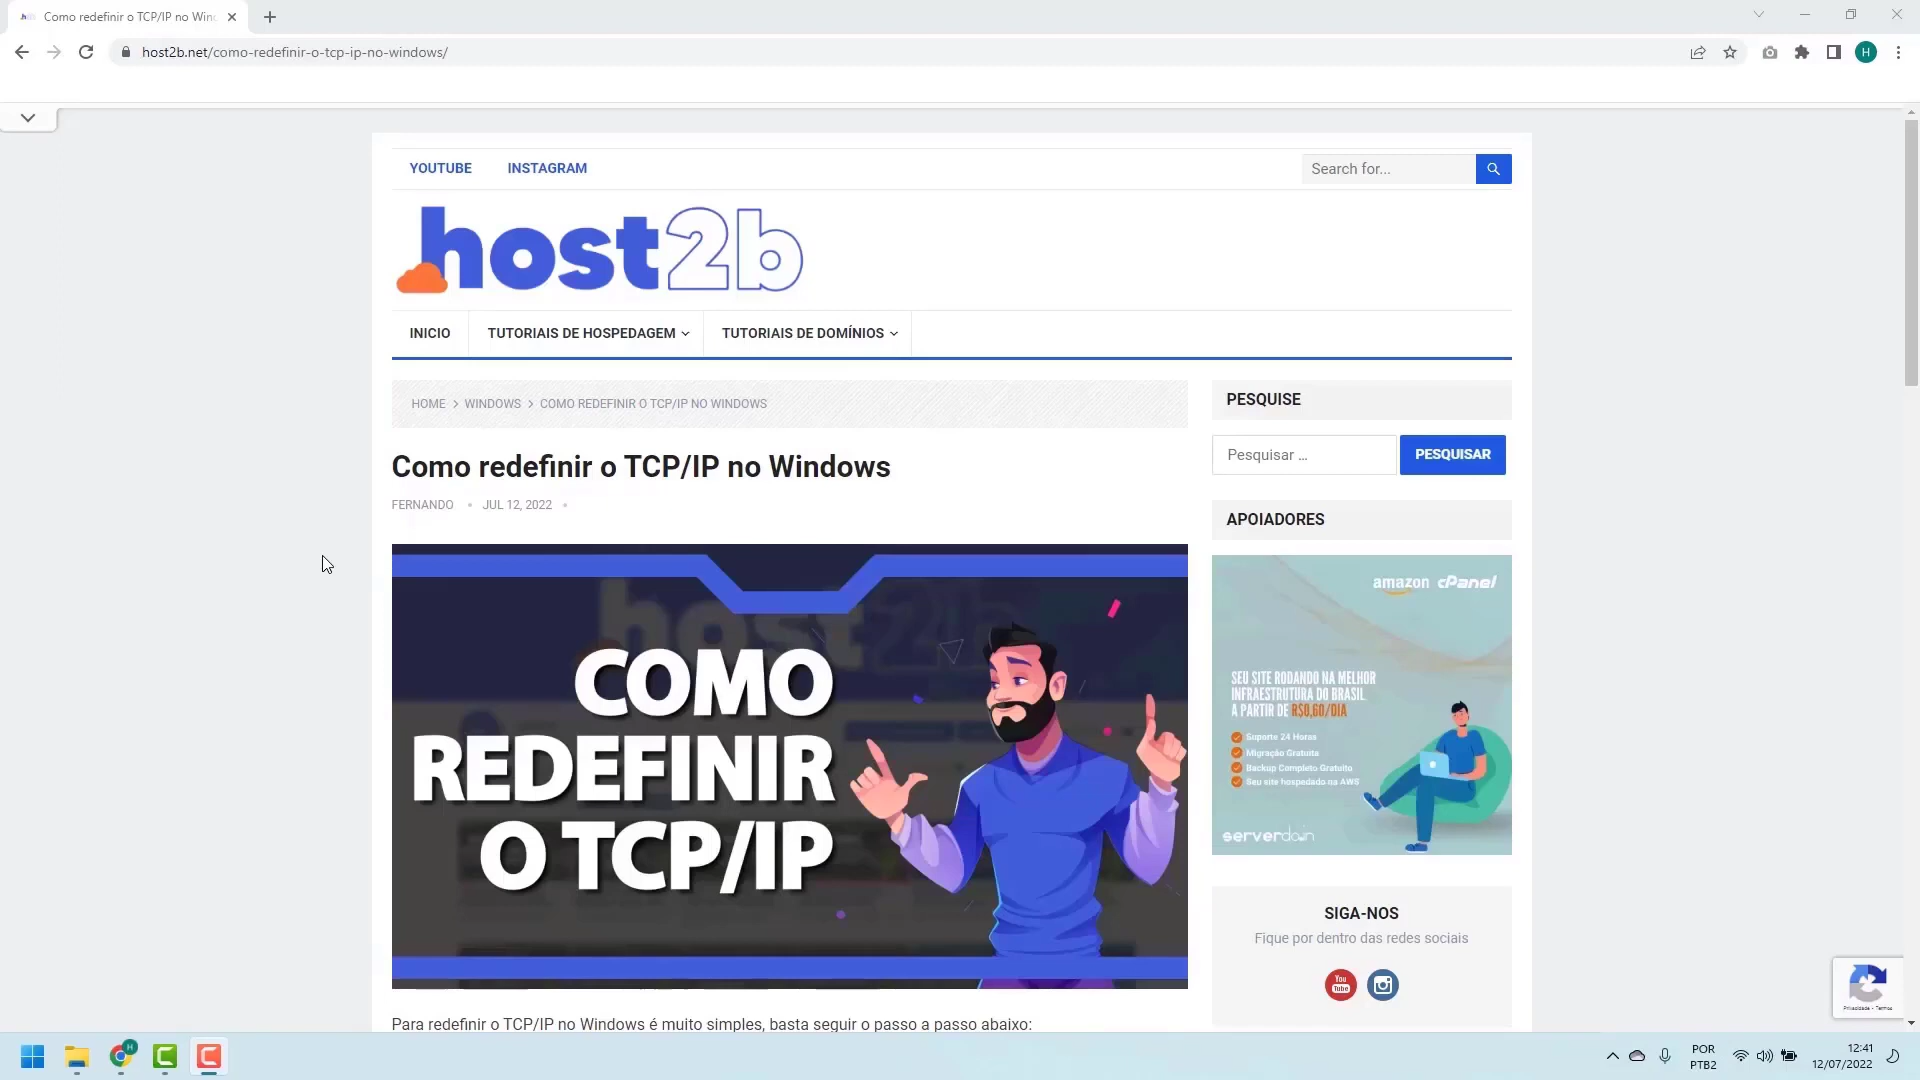 Como redefinir o TCP/IP no Win
host2b.net/como-redefinir-o-tcp-ip-no-windows/
H
YOUTUBE INSTAGRAM
Search for...
host2b
INICIO TUTORIAIS DE HOSPEDAGEM TUTORIAIS DE DOMÍNIOS
HOME > WINDOWS > COMO REDEFINIR O TCP/IP NO WINDOWS
Como redefinir o TCP/IP no Windows
FERNANDO • JUL 12, 2022 •
COMO
REDEFINIR
O TCP/IP
Para redefinir o TCP/IP no Windows é muito simples, basta seguir o passo a passo abaixo:
PESQUISE
Pesquisar ...
PESQUISAR
APOIADORES
amazon cPanel
SEU SITE RODANDO NA MELHOR
INFRAESTRUTURA DO BRASIL
A PARTIR DE R$0,60/DIA
Suporte 24 Horas
Migração Gratuita
Backup Completo Gratuito
Seu site hospedado na AWS
serverdoin
SIGA-NOS
Fique por dentro das redes sociais
You
Tube
Privacidade - Termos
H
POR
PTB2
12:41
12/07/2022